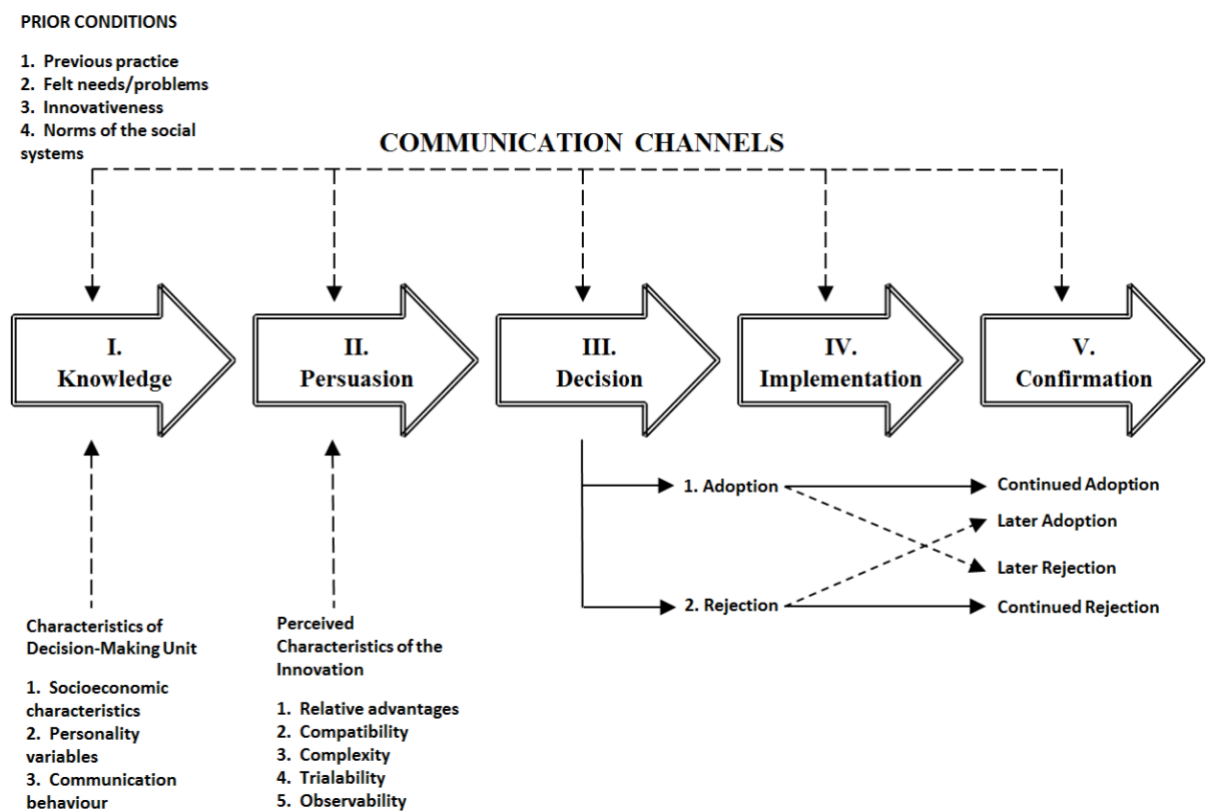 PRIOR CONDITIONS
1. Previous practice
2. Felt needs/problems
3. Innovativeness
4. Norms of the social
systems
COMMUNICATION CHANNELS
I.
Knowledge
II.
Persuasion
III.
Decision
IV.
Implementation
V.
Confirmation
1. Adoption
2. Rejection
Continued Adoption
Later Adoption
Later Rejection
Continued Rejection
Characteristics of
Decision-Making Unit
1. Socioeconomic
characteristics
2. Personality
variables
3. Communication
behaviour
Perceived
Characteristics of the
Innovation
1. Relative advantages
2. Compatibility
3. Complexity
4. Trialability
5. Observability